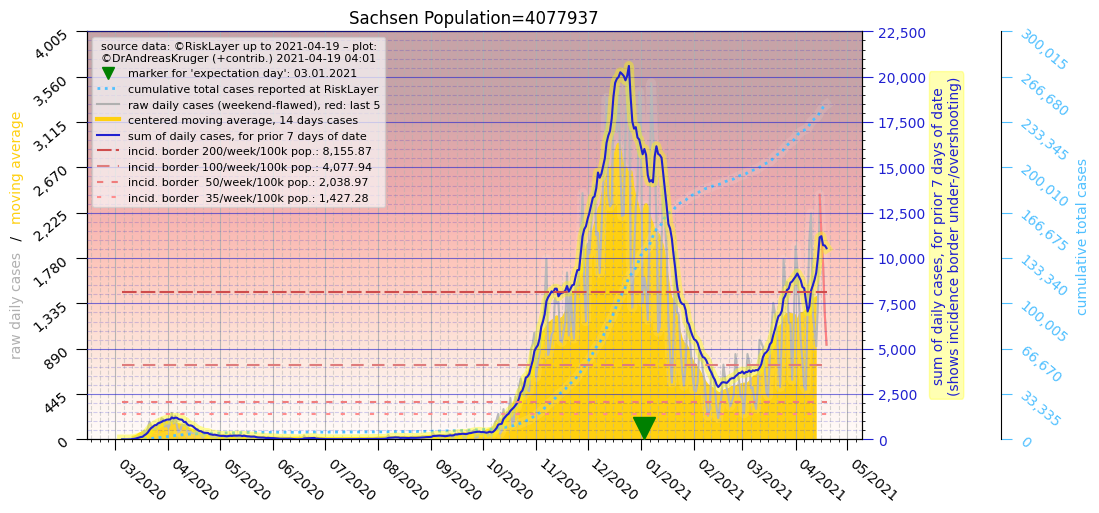 Sachsen Population=4077937
source data: ©RiskLayer up to 2021-04-19 – plot:
©DrAndreasKruger (+contrib.) 2021-04-19 04:01
marker for 'expectation day': 03.01.2021
cumulative total cases reported at RiskLayer
raw daily cases (weekend-flawed), red: last 5
centered moving average, 14 days cases
sum of daily cases, for prior 7 days of date
incid. border 200/week/100k pop.: 8,155.87
incid. border 100/week/100k pop.: 4,077.94
incid. border  50/week/100k pop.: 2,038.97
incid. border  35/week/100k pop.: 1,427.28
raw daily cases / moving average
4,005
3,560
3,115
2,670
2,225
1,780
1,335
890
445
0
03/2020
04/2020
05/2020
06/2020
07/2020
08/2020
09/2020
10/2020
11/2020
12/2020
01/2021
02/2021
03/2021
04/2021
05/2021
22,500
20,000
17,500
15,000
12,500
10,000
7,500
5,000
2,500
0
sum of daily cases, for prior 7 days of date
(shows incidence border under-/overshooting)
300,015
266,680
233,345
200,010
166,675
133,340
100,005
66,670
33,335
0
cumulative total cases